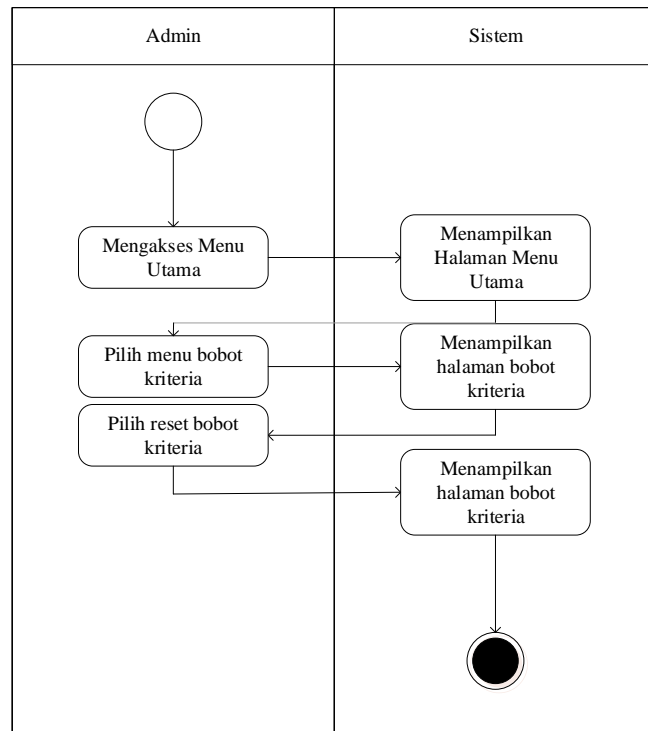 Admin
Sistem
Mengakses Menu
Utama
Menampilkan
Halaman Menu
Utama
Pilih menu bobot
kriteria
Menampilkan
halaman bobot
kriteria
Pilih reset bobot
kriteria
Menampilkan
halaman bobot
kriteria